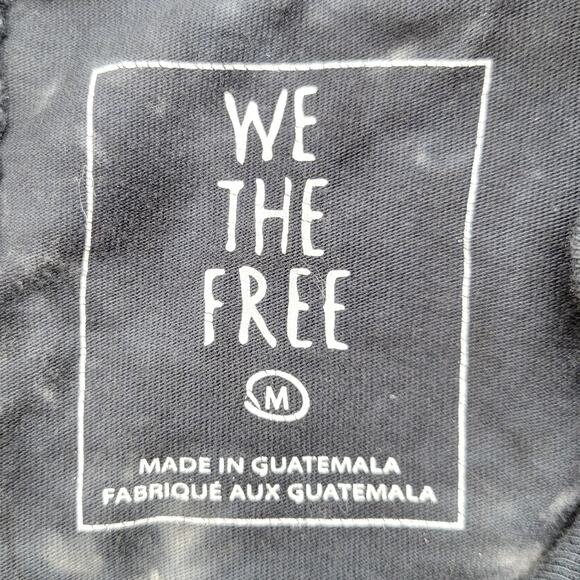 WE
THE
FREE
M
MADE IN GUATEMALA
FABRIQUÉ AUX GUATEMALA